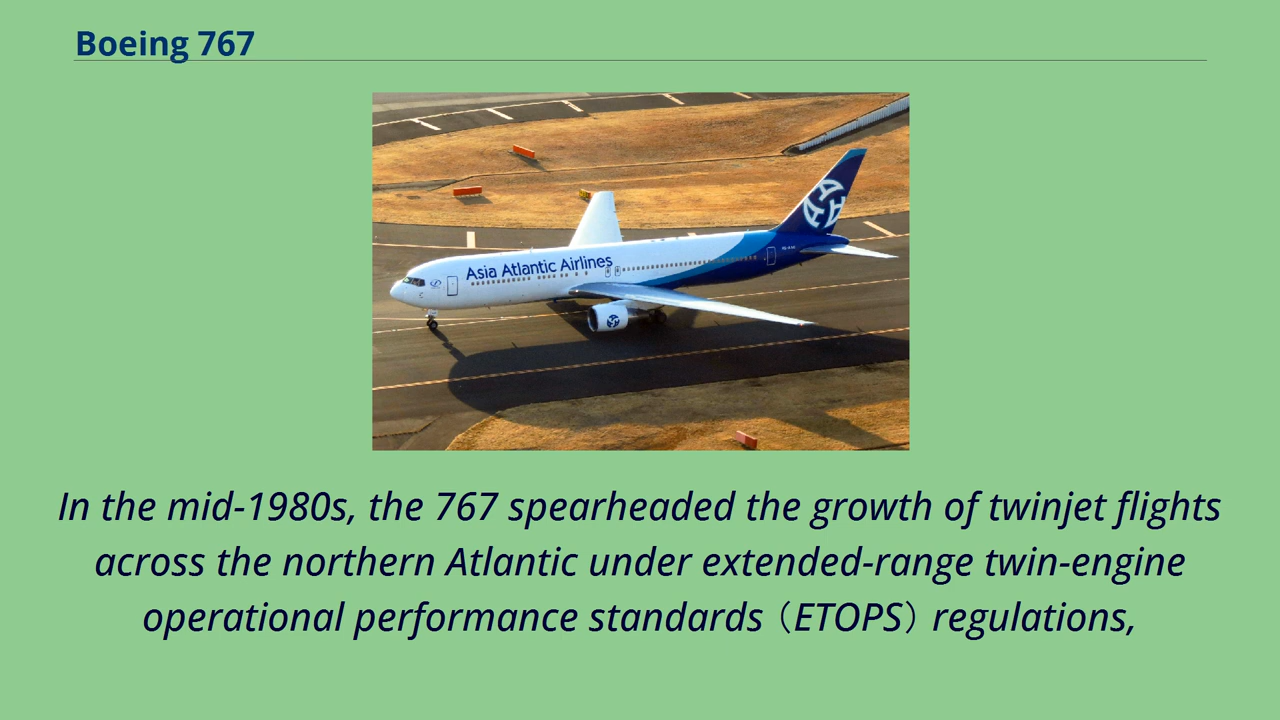 Boeing 767
Asia Atlantic Airlines
In the mid-1980s, the 767 spearheaded the growth of twinjet flights
across the northern Atlantic under extended-range twin-engine
operational performance standards（ETOPS）regulations,